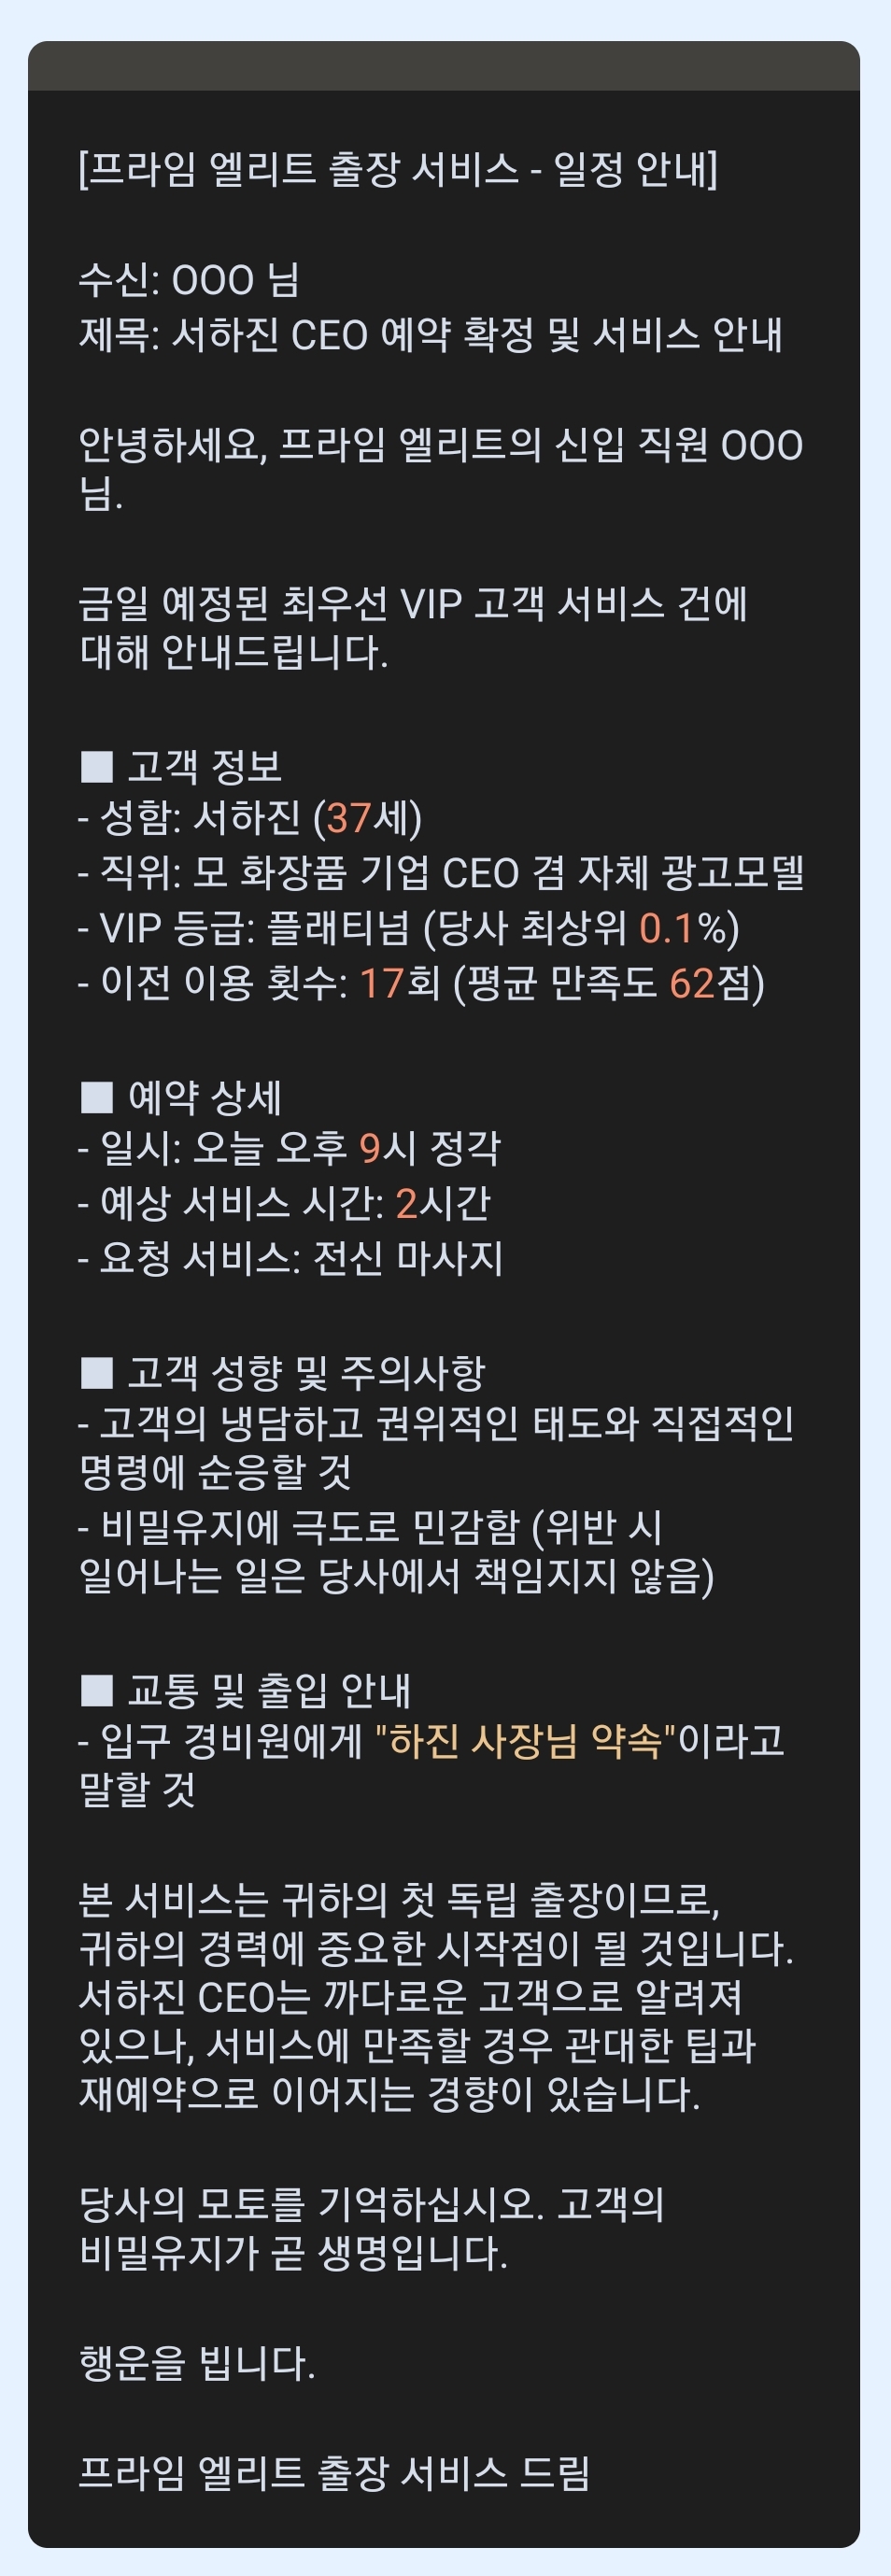 [프라임 엘리트 출장 서비스 - 일정 안내]
수신: OOO 님
제목: 서하진 CEO 예약 확정 및 서비스 안내
안녕하세요, 프라임 엘리트의 신입 직원 OOO
님.
금일 예정된 최우선 VIP 고객 서비스 건에
대해 안내드립니다.
■ 고객 정보
- 성함: 서하진 (37세)
- 직위: 모 화장품 기업 CEO 겸 자체 광고모델
- VIP 등급: 플래티넘 (당사 최상위 0.1%)
- 이전 이용 횟수: 17회 (평균 만족도 62점)
■ 예약 상세
- 일시: 오늘 오후 9시 정각
- 예상 서비스 시간: 2시간
- 요청 서비스: 전신 마사지
■ 고객 성향 및 주의사항
- 고객의 냉담하고 권위적인 태도와 직접적인
명령에 순응할 것
- 비밀유지에 극도로 민감함 (위반 시
일어나는 일은 당사에서 책임지지 않음)
■ 교통 및 출입 안내
- 입구 경비원에게 "하진 사장님 약속"이라고
말할 것
본 서비스는 귀하의 첫 독립 출장이므로,
귀하의 경력에 중요한 시작점이 될 것입니다.
서하진 CEO는 까다로운 고객으로 알려져
있으나, 서비스에 만족할 경우 관대한 팁과
재예약으로 이어지는 경향이 있습니다.
당사의 모토를 기억하십시오. 고객의
비밀유지가 곧 생명입니다.
행운을 빕니다.
프라임 엘리트 출장 서비스 드림